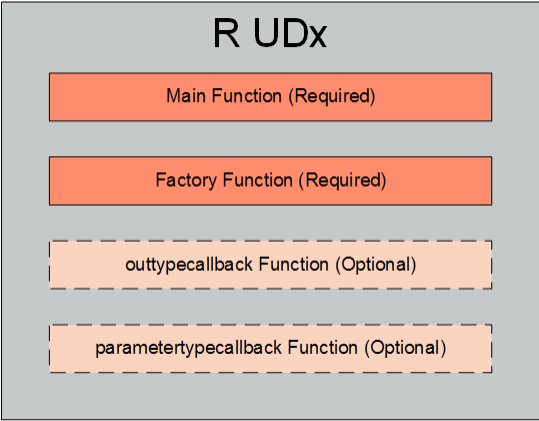 R UDx
Main Function (Required)
Factory Function (Required)
outtypecallback Function (Optional)
parametertypecallback Function (Optional)